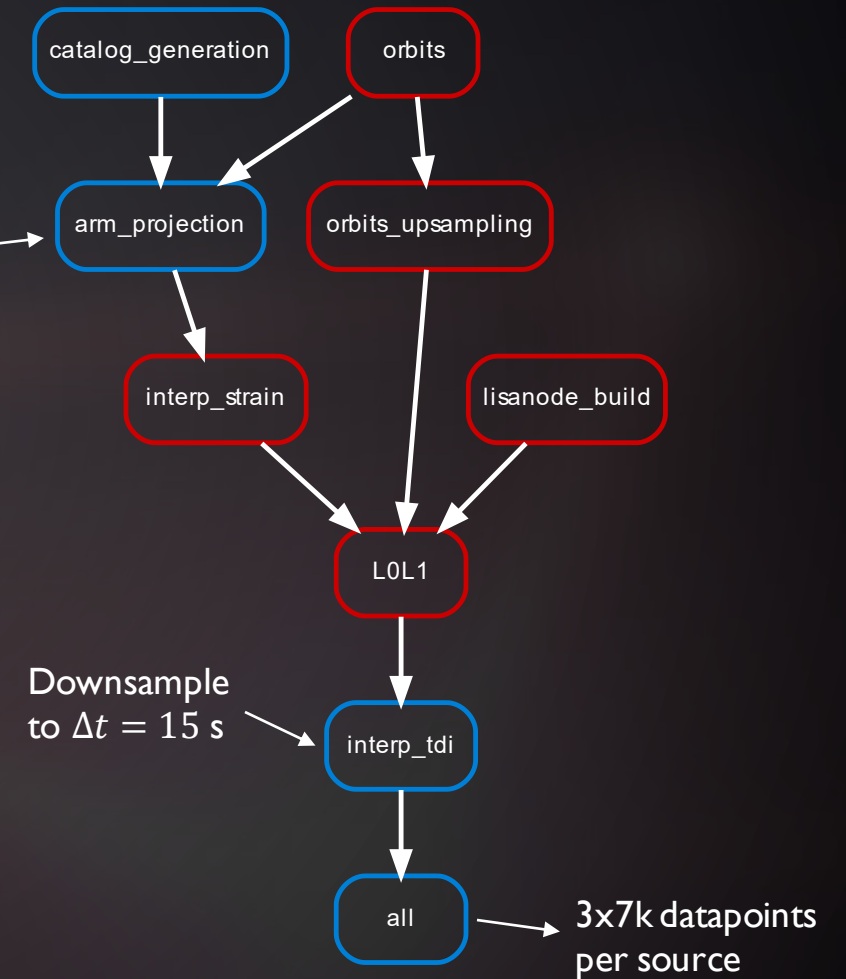 catalog_generation
orbits
arm_projection
orbits_upsampling
interp_strain
lisanode_build
L0L1
Downsample
to Δ𝑡 = 15 s
interp_tdi
all
3x7k datapoints
per source